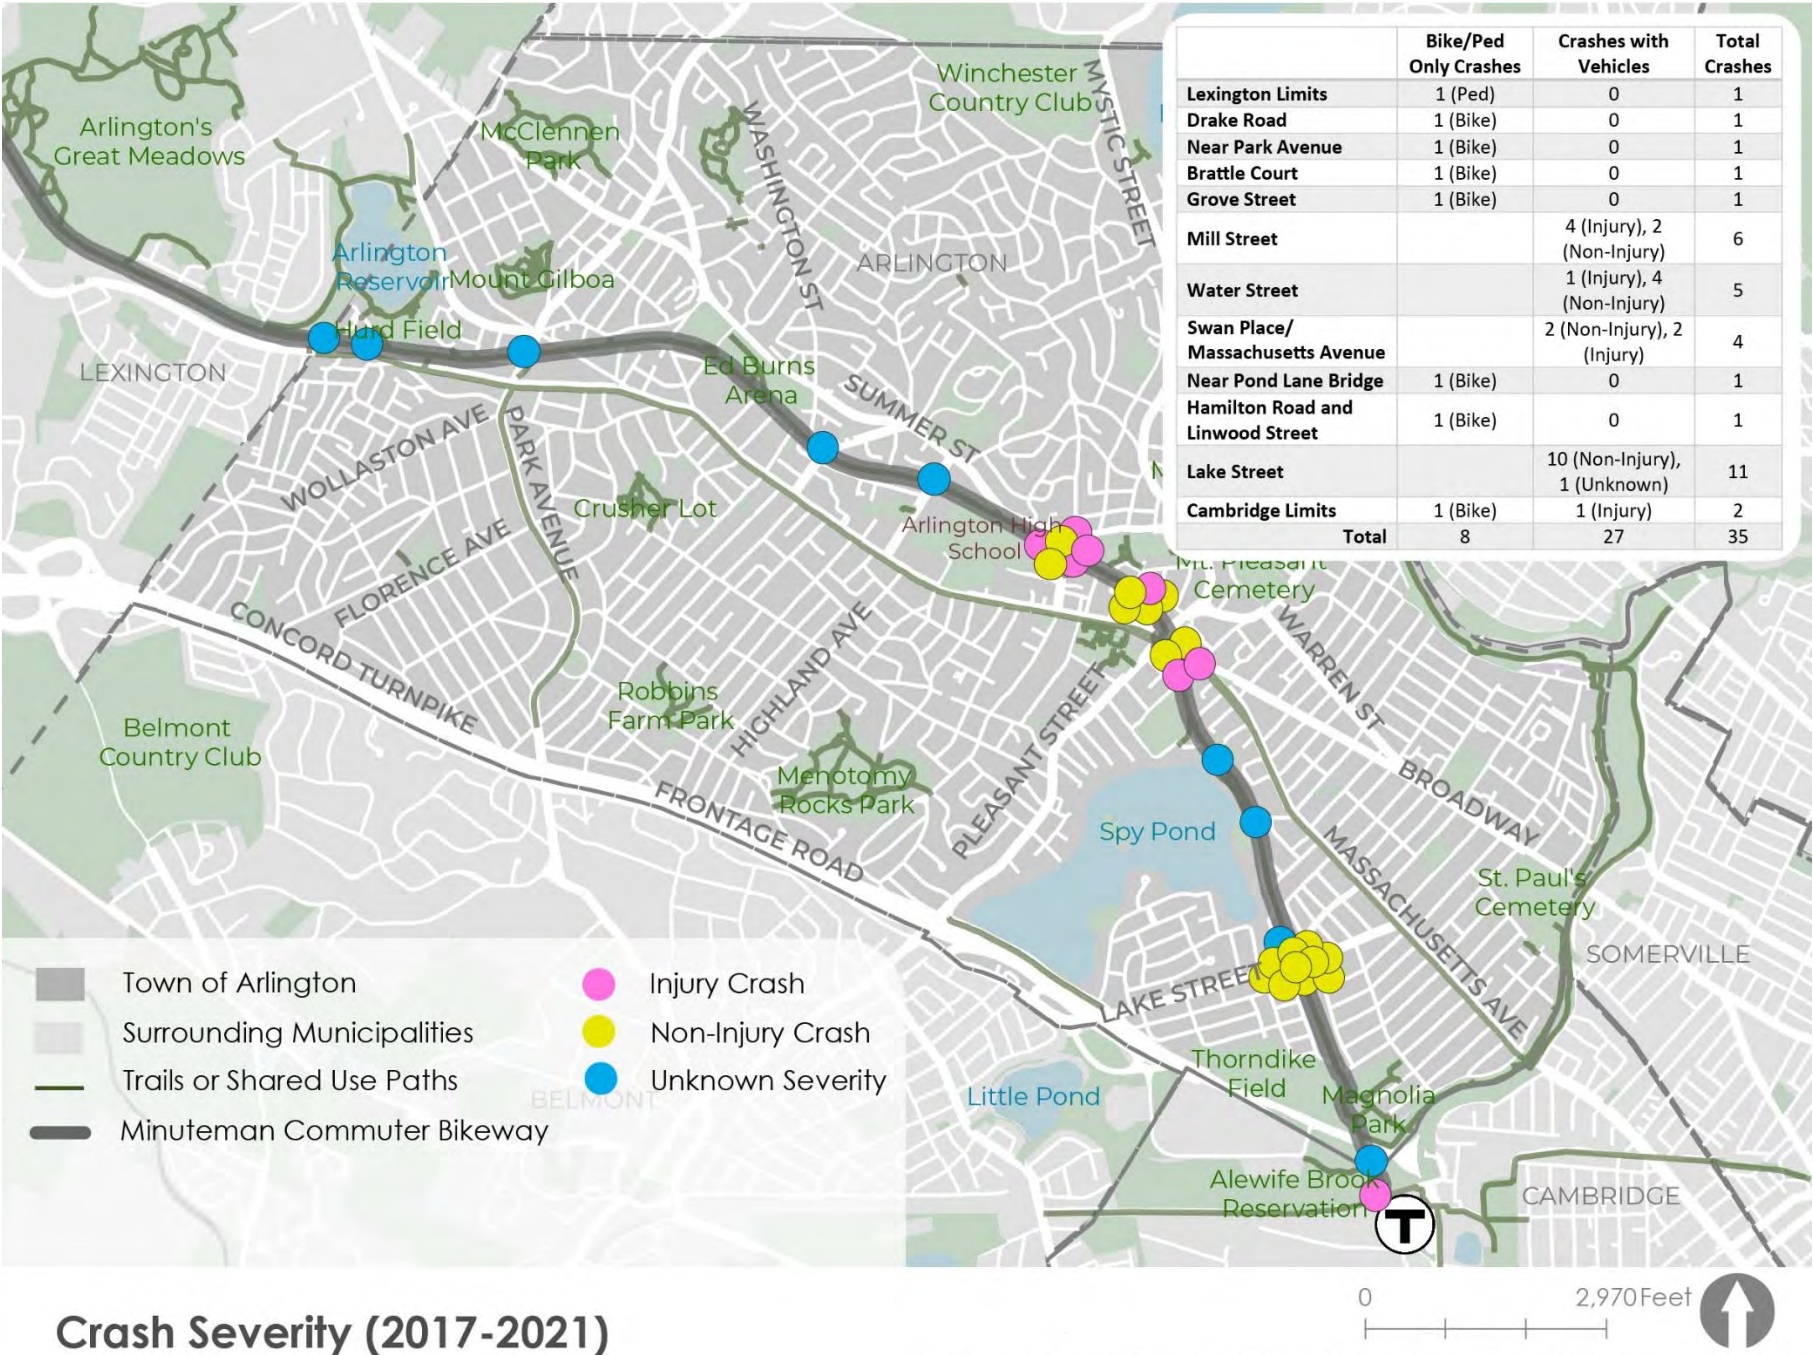 Bike/Ped Only Crashes | Crashes with Vehicles | Total Crashes
Lexington Limits | 1 (Ped) | 0 | 1
Drake Road | 1 (Bike) | 0 | 1
Near Park Avenue | 1 (Bike) | 0 | 1
Brattle Court | 1 (Bike) | 0 | 1
Grove Street | 1 (Bike) | 0 | 1
Mill Street | 4 (Injury), 2 (Non-Injury) | 6
Water Street | 1 (Injury), 4 (Non-Injury) | 5
Swan Place/ Massachusetts Avenue | 2 (Non-Injury), 2 (Injury) | 4
Near Pond Lane Bridge | 1 (Bike) | 0 | 1
Hamilton Road and Linwood Street | 1 (Bike) | 0 | 1
Lake Street | 10 (Non-Injury), 1 (Unknown) | 11
Cambridge Limits | 1 (Bike) | 1 (Injury) | 2
Total | 8 | 27 | 35
Winchester
Country Club
MYSTIC STREET
Arlington's
Great Meadows
McClennen
Park
WASHINGTON ST
Arlington
Reservoir
Mount Gilboa
ARLINGTON
Hurd Field
LEXINGTON
Ed Burns
Arena
SUMMER ST
WOLLASTON AVE
PARK AVENUE
Crusher Lot
FLORENCE AVE
Arlington High
School
M
Mt. Pleasant
Cemetery
CONCORD TURNPIKE
HIGHLAND AVE
WARREN ST
Robbins
Farm Park
PLEASANT STREET
Belmont
Country Club
Menotomy
Rocks Park
FRONTAGE ROAD
BROADWAY
Spy Pond
MASSACHUSETTS AVE
St. Paul's
Cemetery
SOMERVILLE
LAKE STREET
Thorndike
Field
Magnolia
Park
Little Pond
BELMONT
Alewife Brook
Reservation
CAMBRIDGE
T
Town of Arlington
Surrounding Municipalities
Trails or Shared Use Paths
Minuteman Commuter Bikeway
Injury Crash
Non-Injury Crash
Unknown Severity
Crash Severity (2017-2021)
0 2,970 Feet